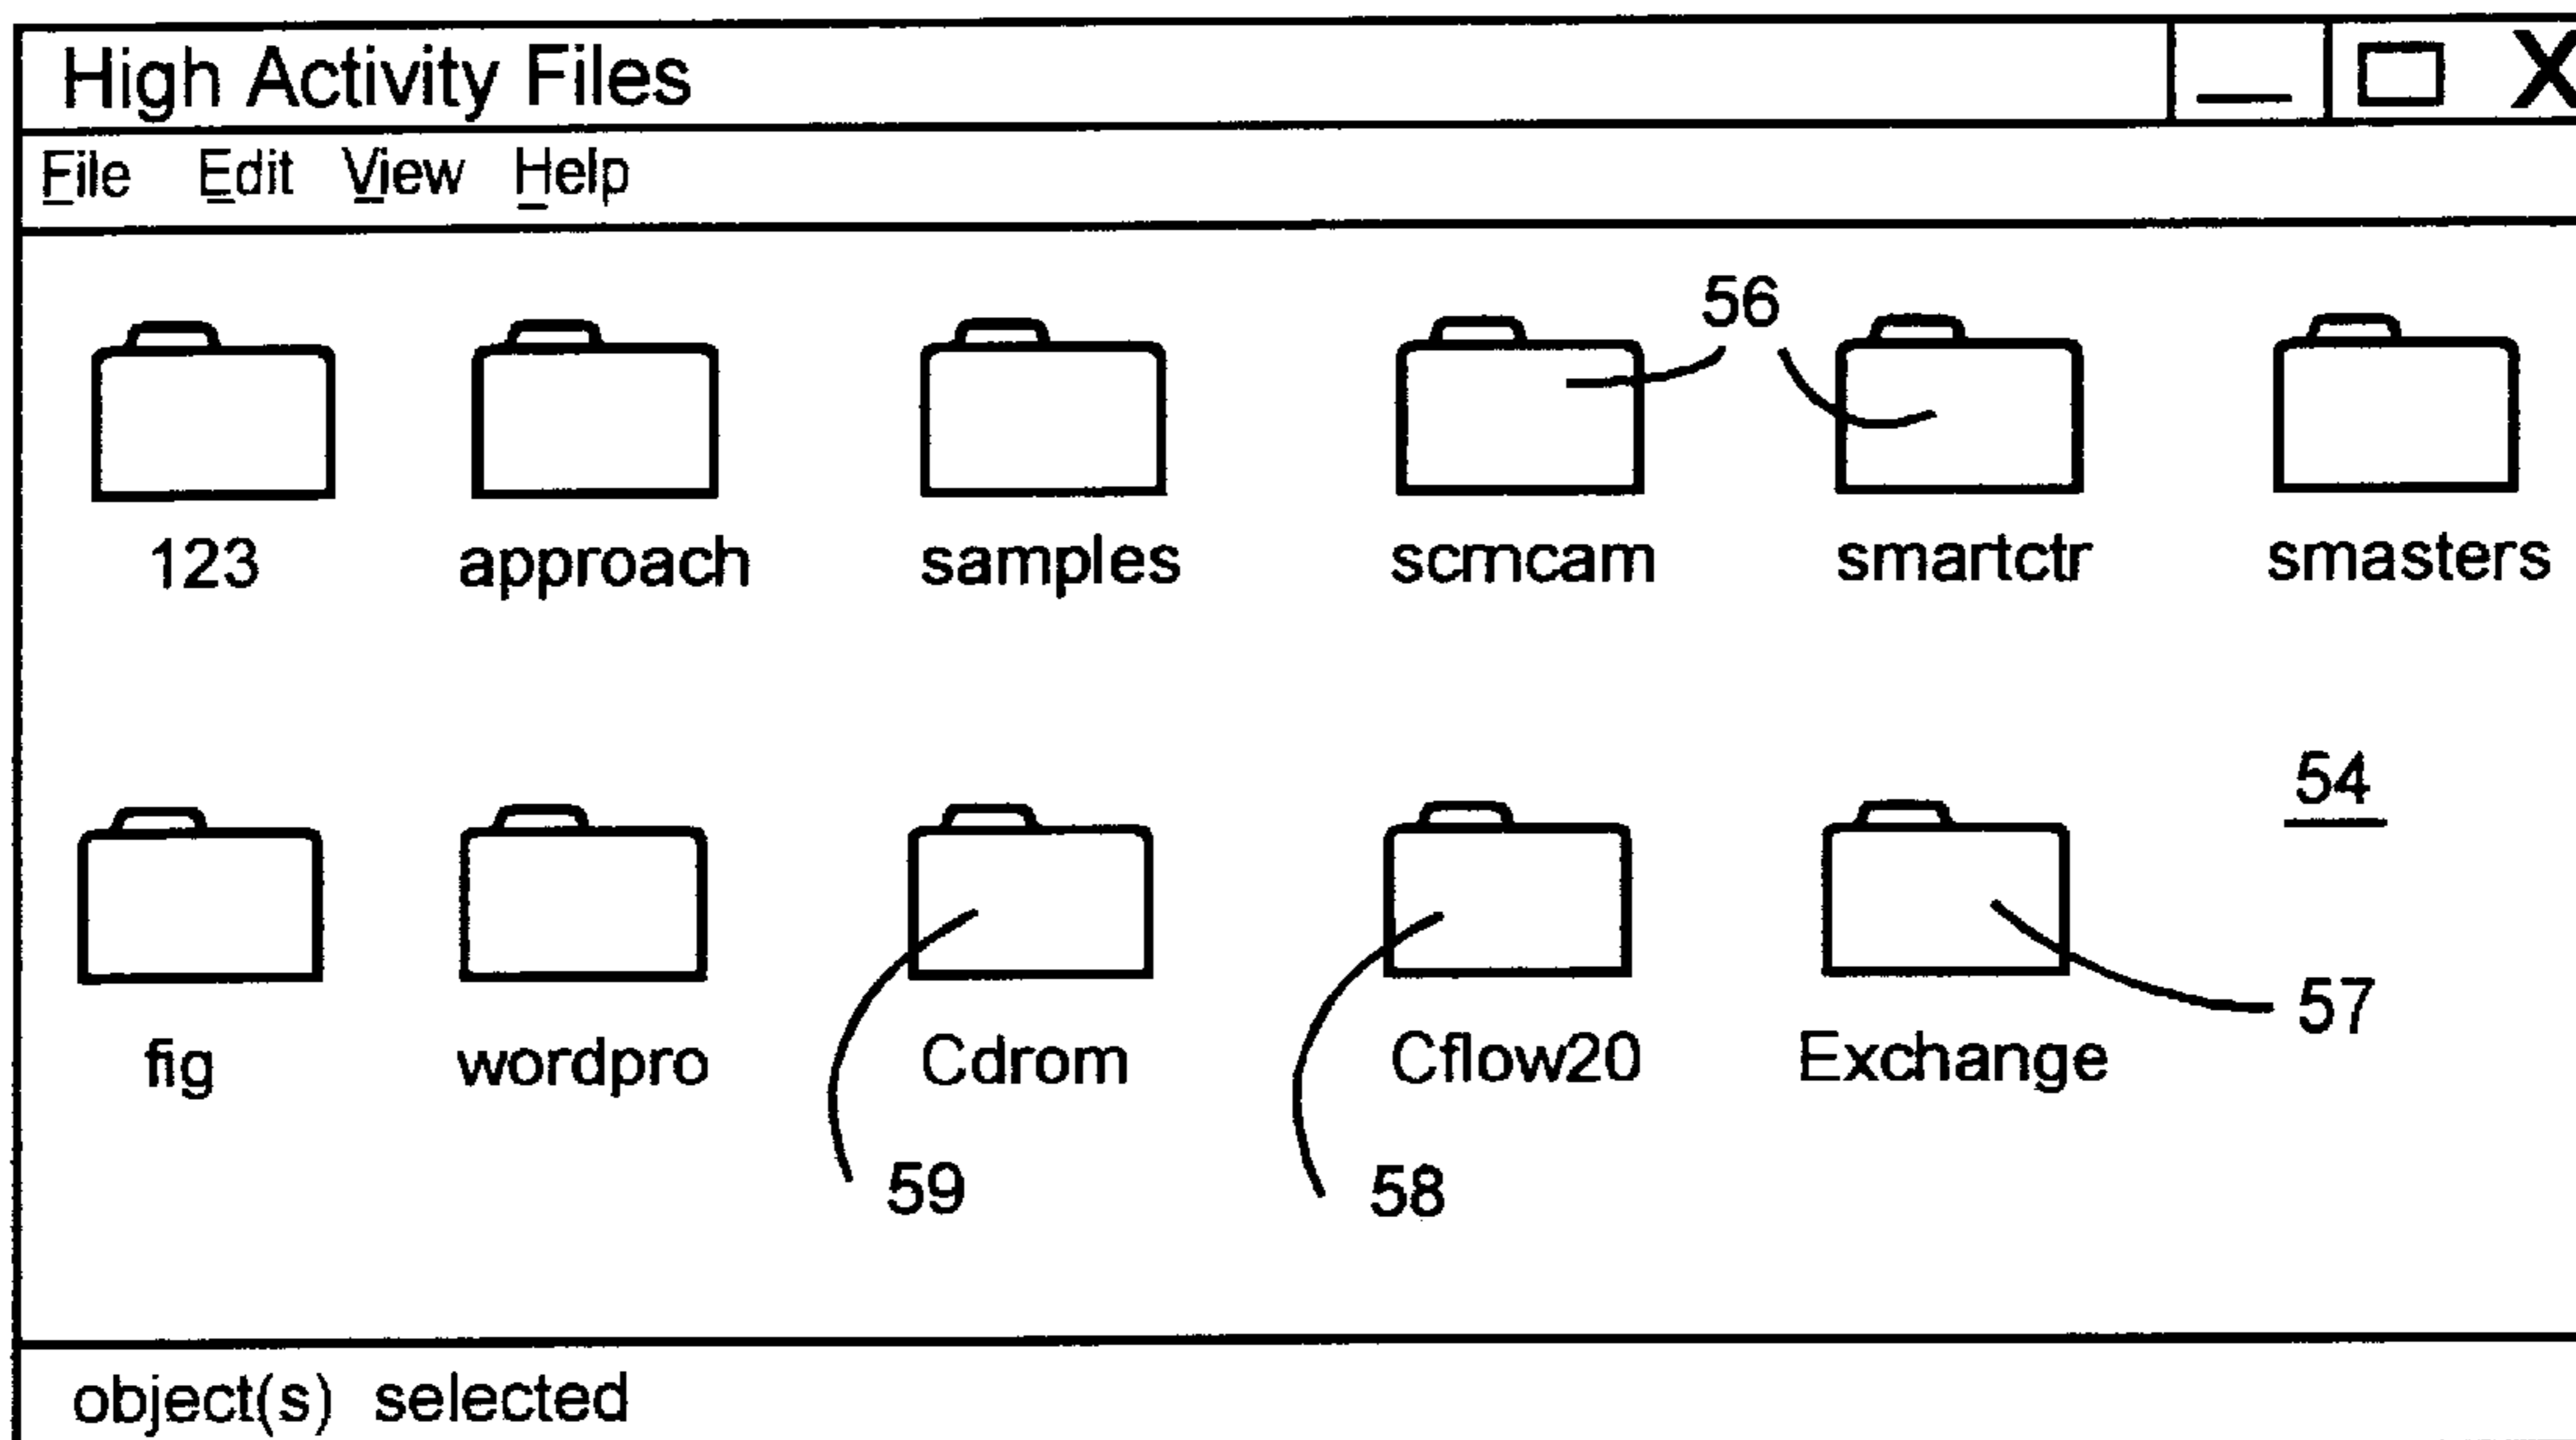 High Activity Files X
File Edit View Help
56
123 approach samples scmcam smartctr smasters
54
57
fig wordpro Cdrom Cflow20 Exchange
59 58
object(s) selected